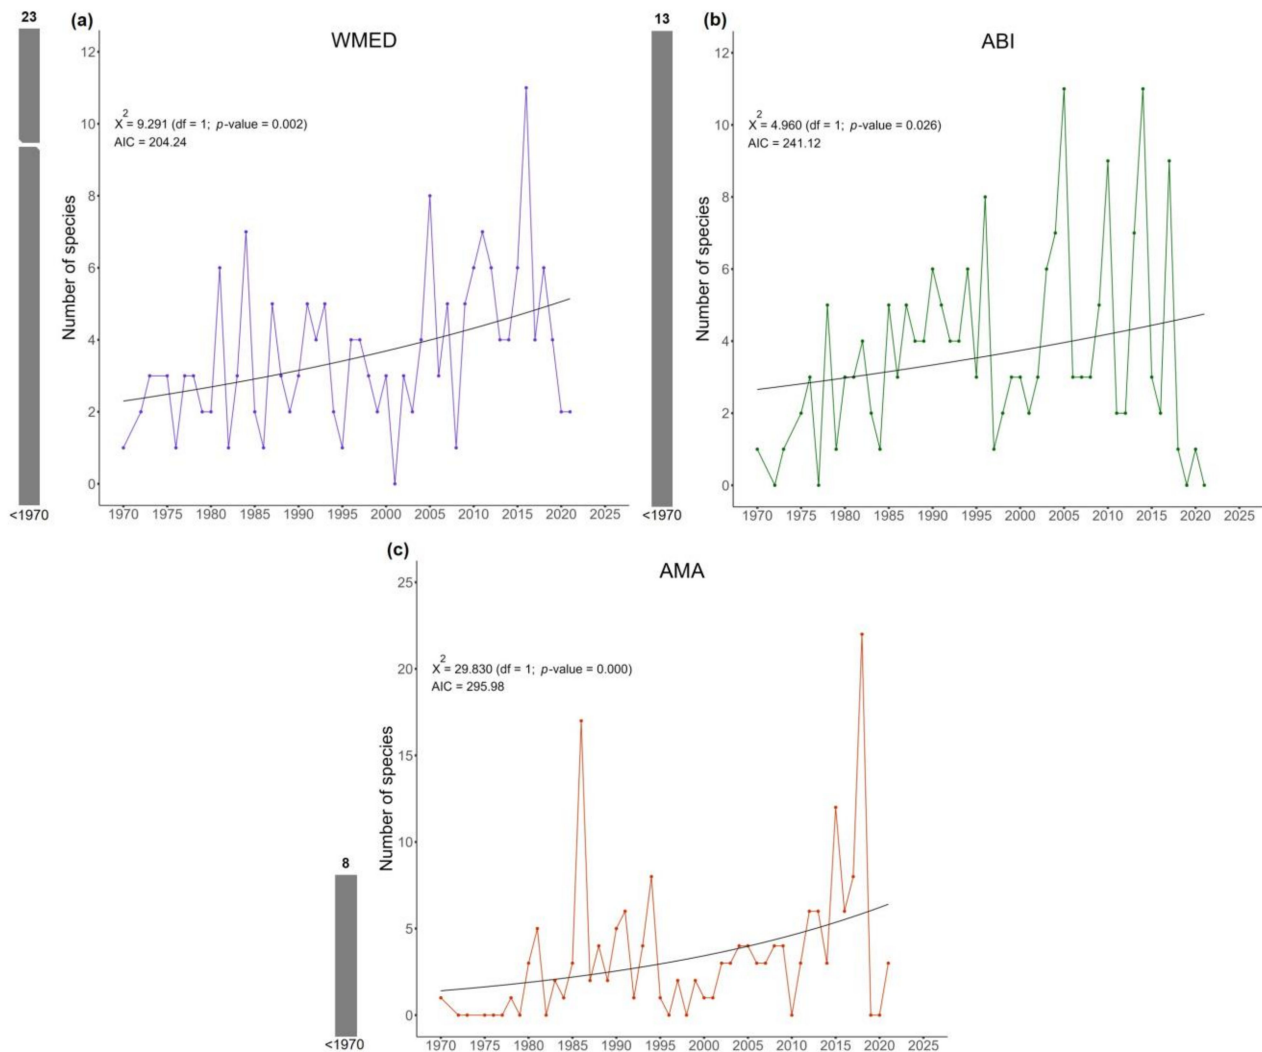 23
(a)
WMED
12
10
8
6
4
2
0
Number of species
X² = 9.291 (df = 1; p-value = 0.002)
AIC = 204.24
<1970
1970 1975 1980 1985 1990 1995 2000 2005 2010 2015 2020 2025
13
(b)
ABI
12
10
8
6
4
2
0
Number of species
X² = 4.960 (df = 1; p-value = 0.026)
AIC = 241.12
<1970
1970 1975 1980 1985 1990 1995 2000 2005 2010 2015 2020 2025
(c)
AMA
25
20
15
10
5
0
Number of species
X² = 29.830 (df = 1; p-value = 0.000)
AIC = 295.98
8
<1970
1970 1975 1980 1985 1990 1995 2000 2005 2010 2015 2020 2025